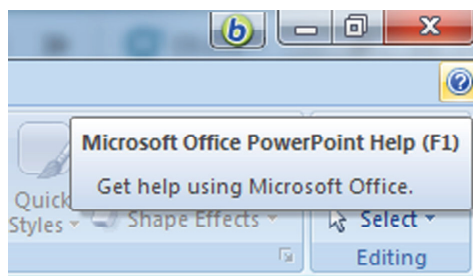 b
Microsoft Office PowerPoint Help (F1)
Get help using Microsoft Office.
Quick
Styles
Shape Effects
Select
Editing